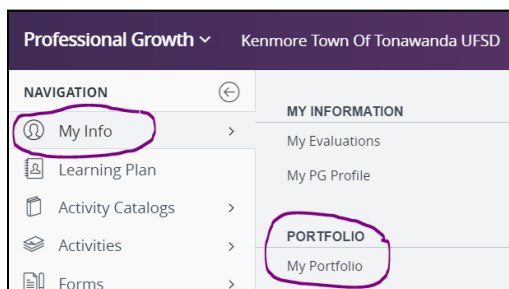 Professional Growth Kenmore Town Of Tonawanda UFSD
NAVIGATION
My Info
Learning Plan
Activity Catalogs
Activities
Forms
MY INFORMATION
My Evaluations
My PG Profile
PORTFOLIO
My Portfolio